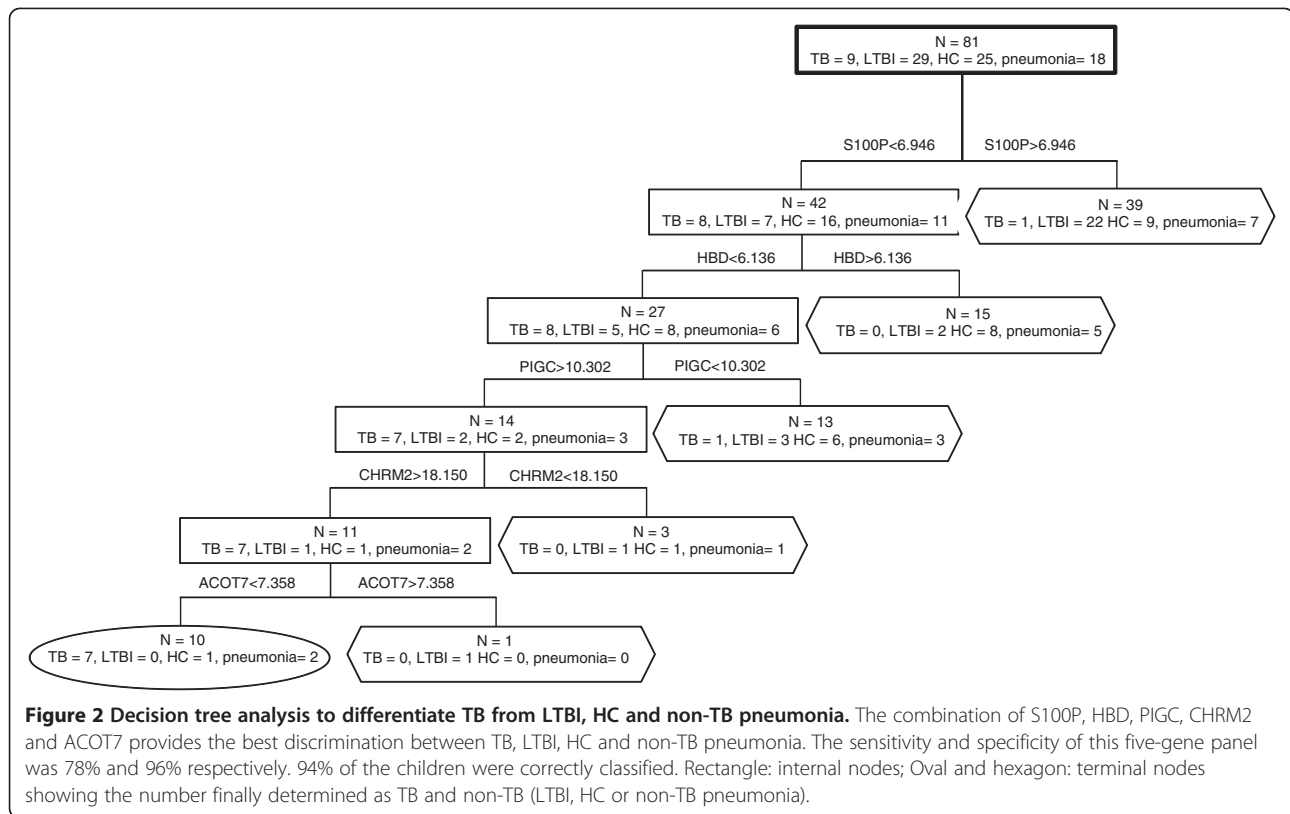 N = 81
TB = 9, LTBI = 29, HC = 25, pneumonia= 18
S100P<6.946
S100P>6.946
N = 42
TB = 8, LTBI = 7, HC = 16, pneumonia= 11
N = 39
TB = 1, LTBI = 22 HC = 9, pneumonia= 7
HBD<6.136
HBD>6.136
N = 27
TB = 8, LTBI = 5, HC = 8, pneumonia= 6
N = 15
TB = 0, LTBI = 2 HC = 8, pneumonia= 5
PIGC>10.302
PIGC<10.302
N = 14
TB = 7, LTBI = 2, HC = 2, pneumonia= 3
N = 13
TB = 1, LTBI = 3 HC = 6, pneumonia= 3
CHRM2>18.150
CHRM2<18.150
N = 11
TB = 7, LTBI = 1, HC = 1, pneumonia= 2
N = 3
TB = 0, LTBI = 1 HC = 1, pneumonia= 1
ACOT7<7.358
ACOT7>7.358
N = 10
TB = 7, LTBI = 0, HC = 1, pneumonia= 2
N = 1
TB = 0, LTBI = 1 HC = 0, pneumonia= 0
Figure 2 Decision tree analysis to differentiate TB from LTBI, HC and non-TB pneumonia. The combination of S100P, HBD, PIGC, CHRM2
and ACOT7 provides the best discrimination between TB, LTBI, HC and non-TB pneumonia. The sensitivity and specificity of this five-gene panel
was 78% and 96% respectively. 94% of the children were correctly classified. Rectangle: internal nodes; Oval and hexagon: terminal nodes
showing the number finally determined as TB and non-TB (LTBI, HC or non-TB pneumonia).